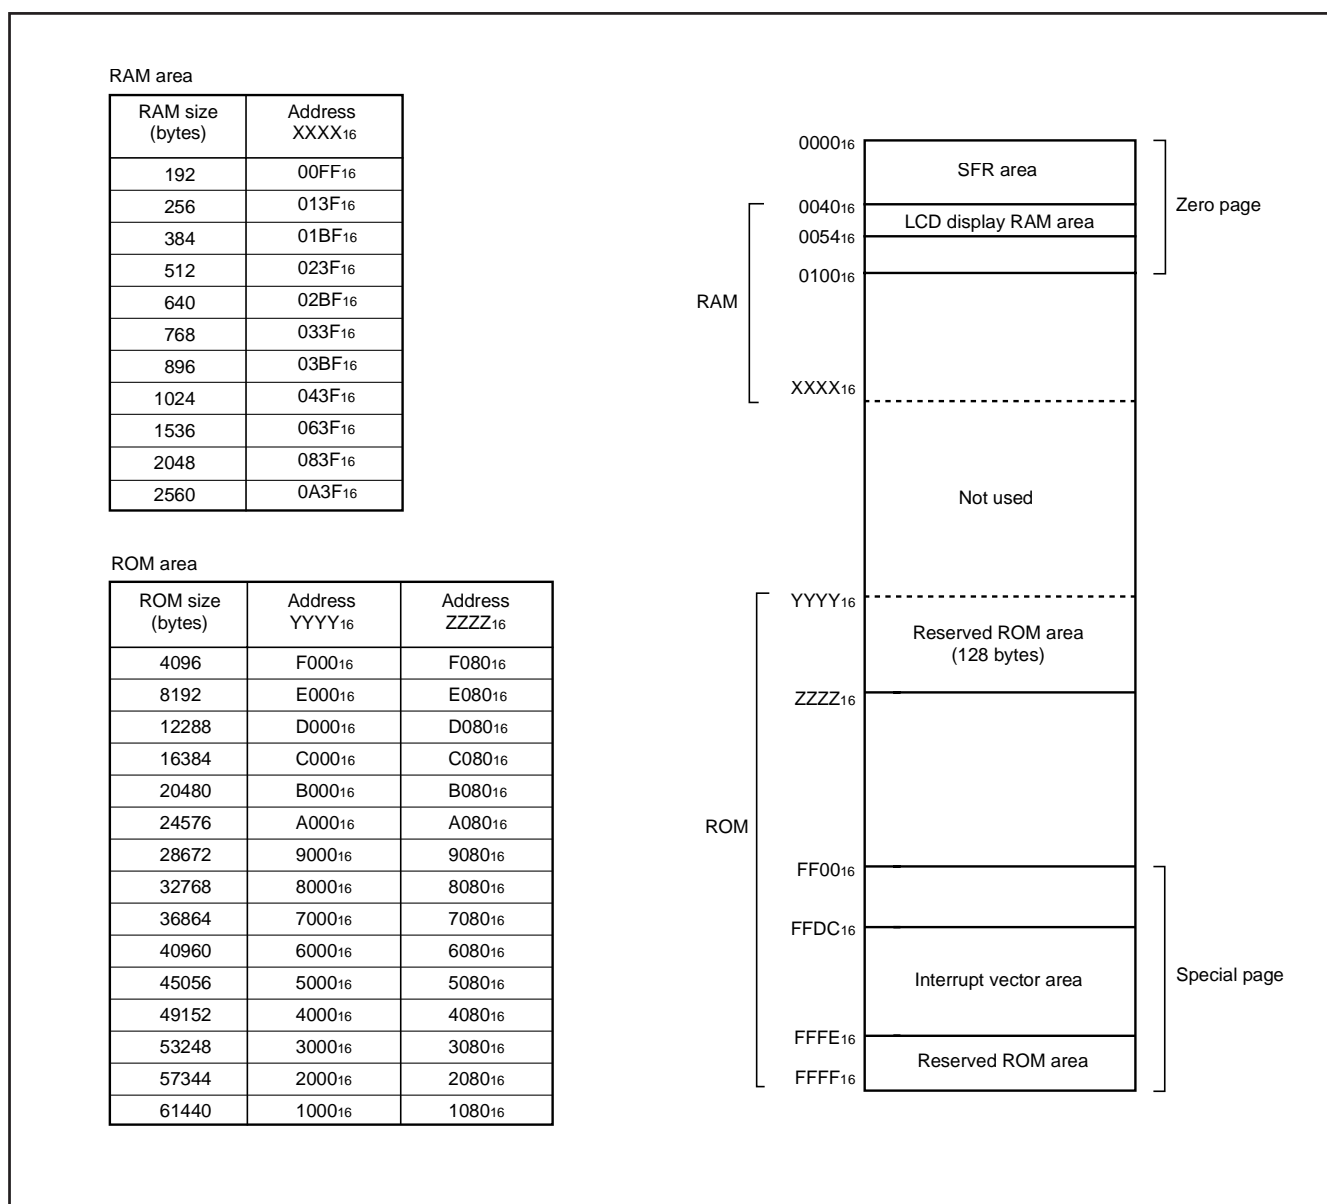 RAM area
RAM size (bytes) Address XXXX16
192 00FF16
256 013F16
384 01BF16
512 023F16
640 02BF16
768 033F16
896 03BF16
1024 043F16
1536 063F16
2048 083F16
2560 0A3F16
ROM area
ROM size (bytes) Address YYYY16 Address ZZZZ16
4096 F00016 F08016
8192 E00016 E08016
12288 D00016 D08016
16384 C00016 C08016
20480 B00016 B08016
24576 A00016 A08016
28672 900016 908016
32768 800016 808016
36864 700016 708016
40960 600016 608016
45056 500016 508016
49152 400016 408016
53248 300016 308016
57344 200016 208016
61440 100016 108016
000016
SFR area
Zero page
004016
LCD display RAM area
005416
010016
RAM
XXXX16
Not used
YYYY16
Reserved ROM area
(128 bytes)
ZZZZ16
ROM
FF0016
FFDC16
Interrupt vector area
Special page
FFFE16
Reserved ROM area
FFFF16